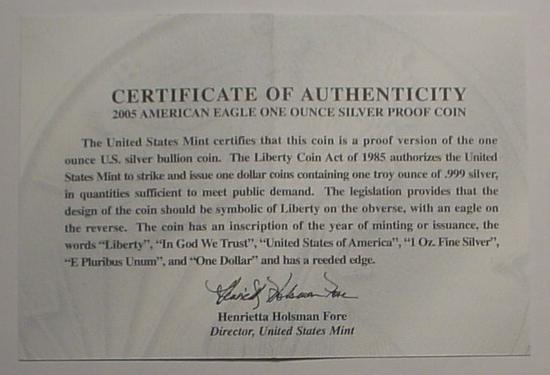 CERTIFICATE OF AUTHENTICITY
2005 AMERICAN EAGLE ONE OUNCE SILVER PROOF COIN
The United States Mint certifies that this coin is a proof version of the one
ounce U.S. silver bullion coin. The Liberty Coin Act of 1985 authorizes the United
States Mint to strike and issue one dollar coins containing one troy ounce of .999 silver,
in quantities sufficient to meet public demand. The legislation provides that the
design of the coin should be symbolic of Liberty on the obverse, with an eagle on
the reverse. The coin has an inscription of the year of minting or issuance, the
words "Liberty", "In God We Trust", "United States of America", "1 Oz. Fine Silver",
"E Pluribus Unum", and "One Dollar" and has a reeded edge.
Henrietta Holsman Fore
Henrietta Holsman Fore
Director, United States Mint